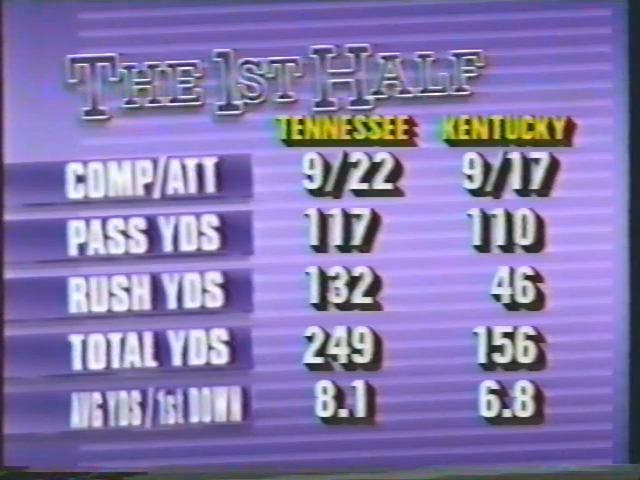 THE 1ST HALF
TENNESSEE KENTUCKY
COMP/ATT 9/22 9/17
PASS YDS 117 110
RUSH YDS 132 46
TOTAL YDS 249 156
AVG YDS/1st DOWN 8.1 6.8